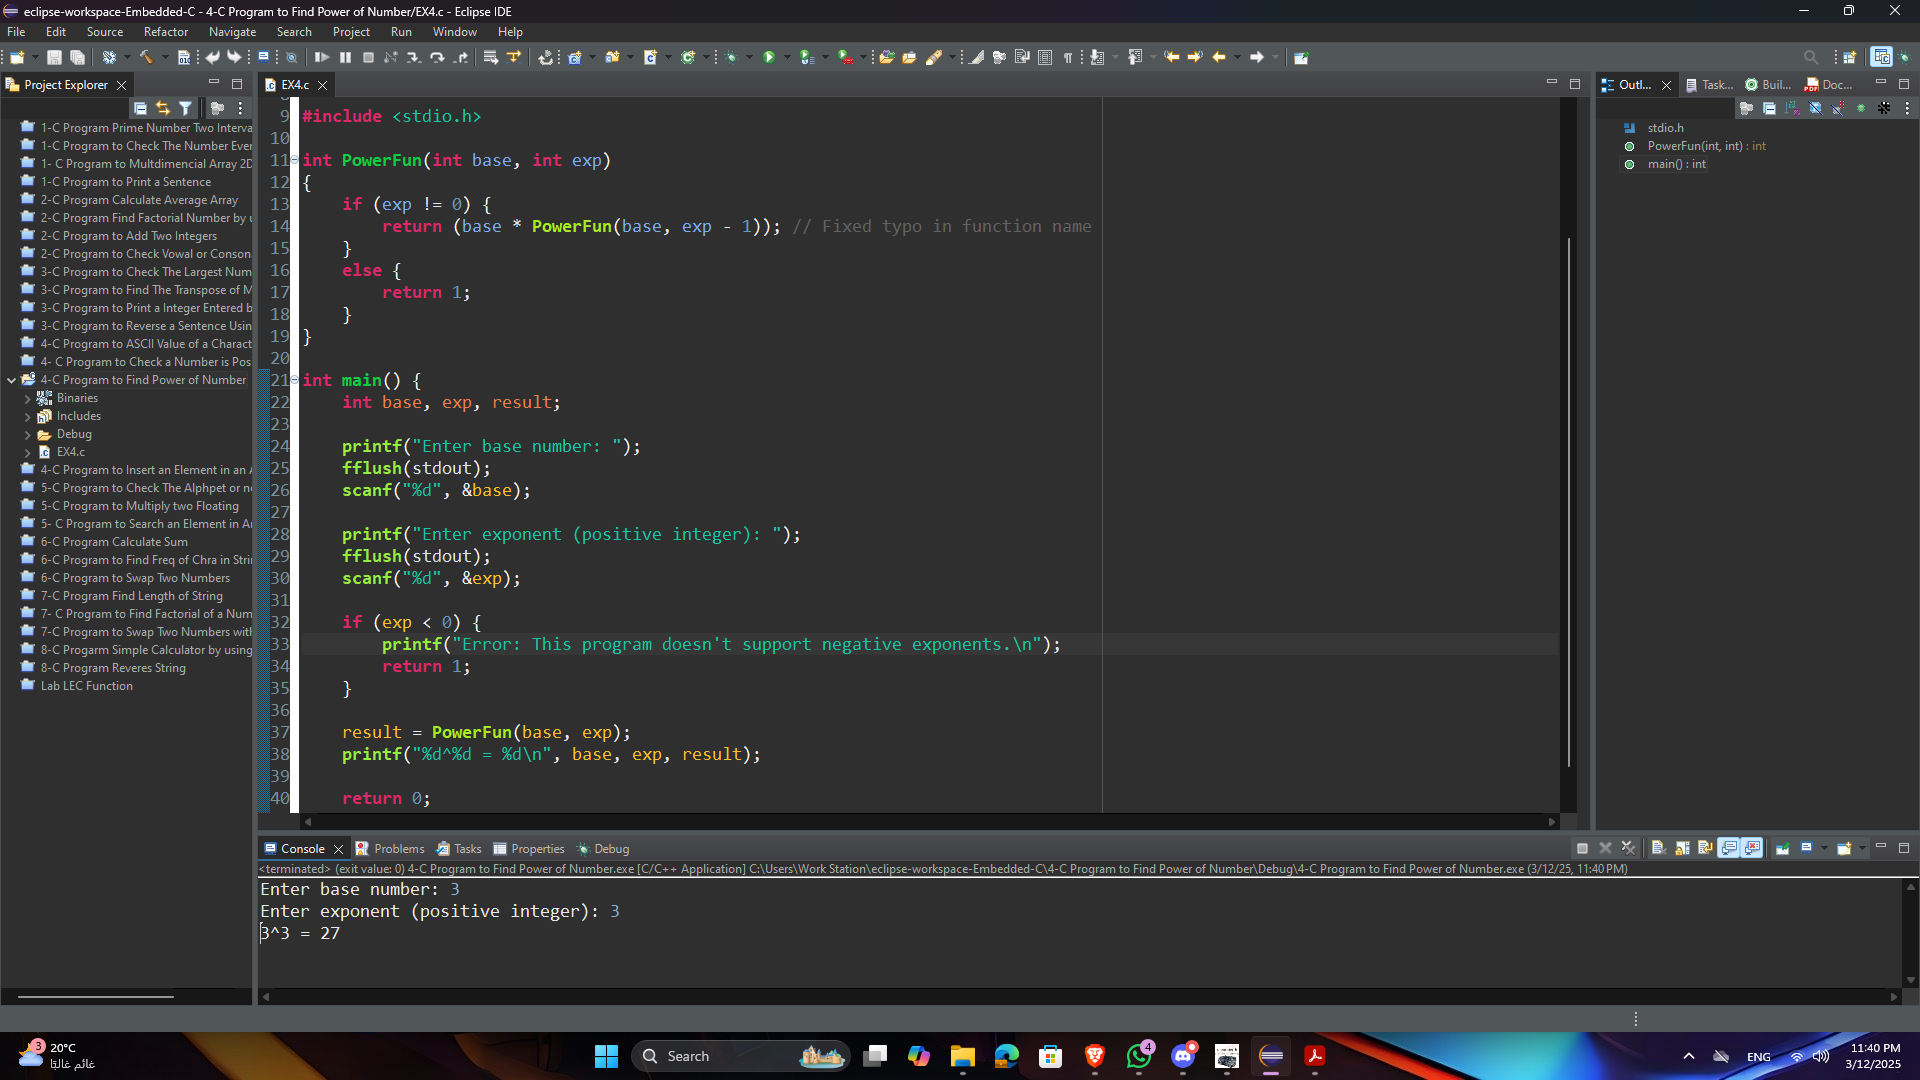 eclipse-workspace-Embedded-C - 4-C Program to Find Power of Number/EX4.c - Eclipse IDE
File Edit Source Refactor Navigate Search Project Run Window Help
Project Explorer
1-C Program Prime Number Two Interva
1-C Program to Check The Number Ever
1- C Program to Multdimencial Array 2D
1-C Program to Print a Sentence
2-C Program Calculate Average Array
2-C Program Find Factorial Number by u
2-C Program to Add Two Integers
2-C Program to Check Vowal or Conson
3-C Program to Check The Largest Num
3-C Program to Find The Transpose of M
3-C Program to Print a Integer Entered b
3-C Program to Reverse a Sentence Usin
4-C Program to ASCII Value of a Charact
4- C Program to Check a Number is Pos
4-C Program to Find Power of Number
Binaries
Includes
Debug
EX4.c
4-C Program to Insert an Element in an A
5-C Program to Check The Alphpet or n
5-C Program to Multiply two Floating
5- C Program to Search an Element in A
6-C Program Calculate Sum
6-C Program to Find Freq of Chra in Stri
6-C Program to Swap Two Numbers
7-C Program Find Length of String
7- C Program to Find Factorial of a Num
7-C Program to Swap Two Numbers with
8-C Progarm Simple Calculator by using
8-C Program Reveres String
Lab LEC Function
EX4.c
9 #include <stdio.h>
10
11 int PowerFun(int base, int exp)
12 {
13 if (exp != 0) {
14 return (base * PowerFun(base, exp - 1)); // Fixed typo in function name
15 }
16 else {
17 return 1;
18 }
19 }
20
21 int main() {
22 int base, exp, result;
23
24 printf("Enter base number: ");
25 fflush(stdout);
26 scanf("%d", &base);
27
28 printf("Enter exponent (positive integer): ");
29 fflush(stdout);
30 scanf("%d", &exp);
31
32 if (exp < 0) {
33 printf("Error: This program doesn't support negative exponents.\n");
34 return 1;
35 }
36
37 result = PowerFun(base, exp);
38 printf("%d^%d = %d\n", base, exp, result);
39
40 return 0;
Outl... Task... Buil... Doc...
stdio.h
PowerFun(int, int) : int
main() : int
Console Problems Tasks Properties Debug
<terminated> (exit value: 0) 4-C Program to Find Power of Number.exe [C/C++ Application] C:\Users\Work Station\eclipse-workspace-Embedded-C\4-C Program to Find Power of Number\Debug\4-C Program to Find Power of Number.exe (3/12/25, 11:40 PM)
Enter base number: 3
Enter exponent (positive integer): 3
3^3 = 27
3
20°C
غائم غالبًا
Search
4
ENG
11:40 PM
3/12/2025